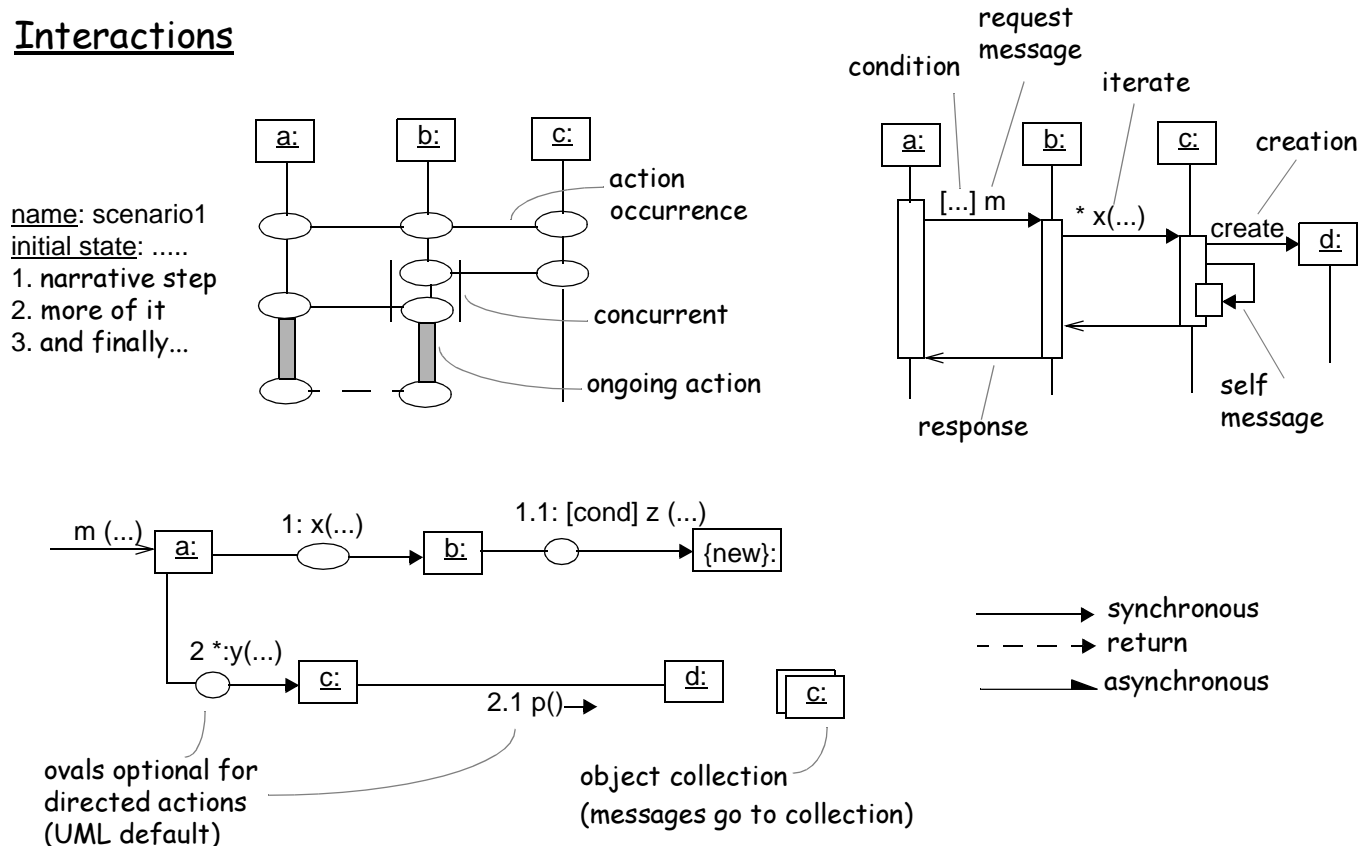 Interactions
a:
b:
c:
action
occurrence
name: scenario1
initial state: .....
1. narrative step
2. more of it
3. and finally...
concurrent
ongoing action
request
message
condition
iterate
creation
a:
b:
c:
[...] m
* x(...)
create
d:
self
message
response
m (...)
a:
1: x(...)
b:
1.1: [cond] z (...)
{new}:
2 *:y(...)
c:
2.1 p()
d:
c:
ovals optional for
directed actions
(UML default)
object collection
(messages go to collection)
synchronous
return
asynchronous